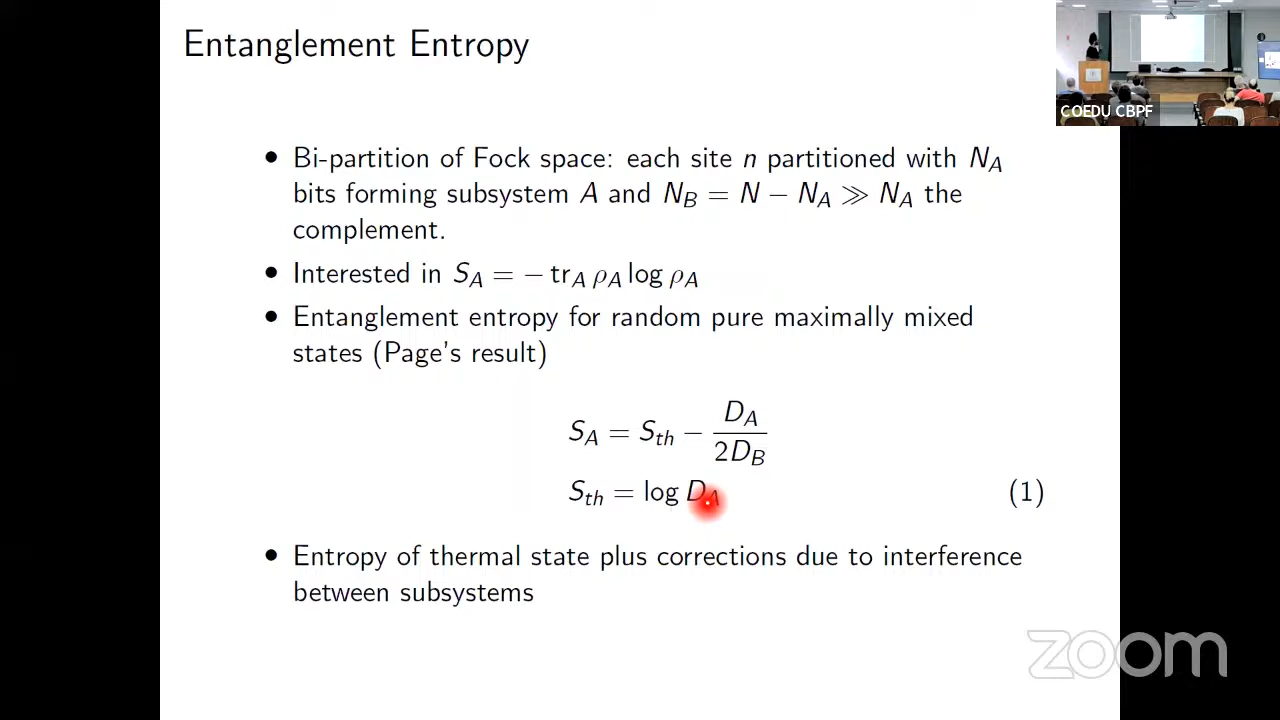 Entanglement Entropy
COEDU CBPF
• Bi-partition of Fock space: each site n partitioned with N_A
bits forming subsystem A and N_B = N − N_A ≫ N_A the
complement.
• Interested in S_A = − tr_A ρ_A log ρ_A
• Entanglement entropy for random pure maximally mixed
states (Page's result)
S_A = S_th − D_A / 2D_B
S_th = log D_A (1)
• Entropy of thermal state plus corrections due to interference
between subsystems
zoom